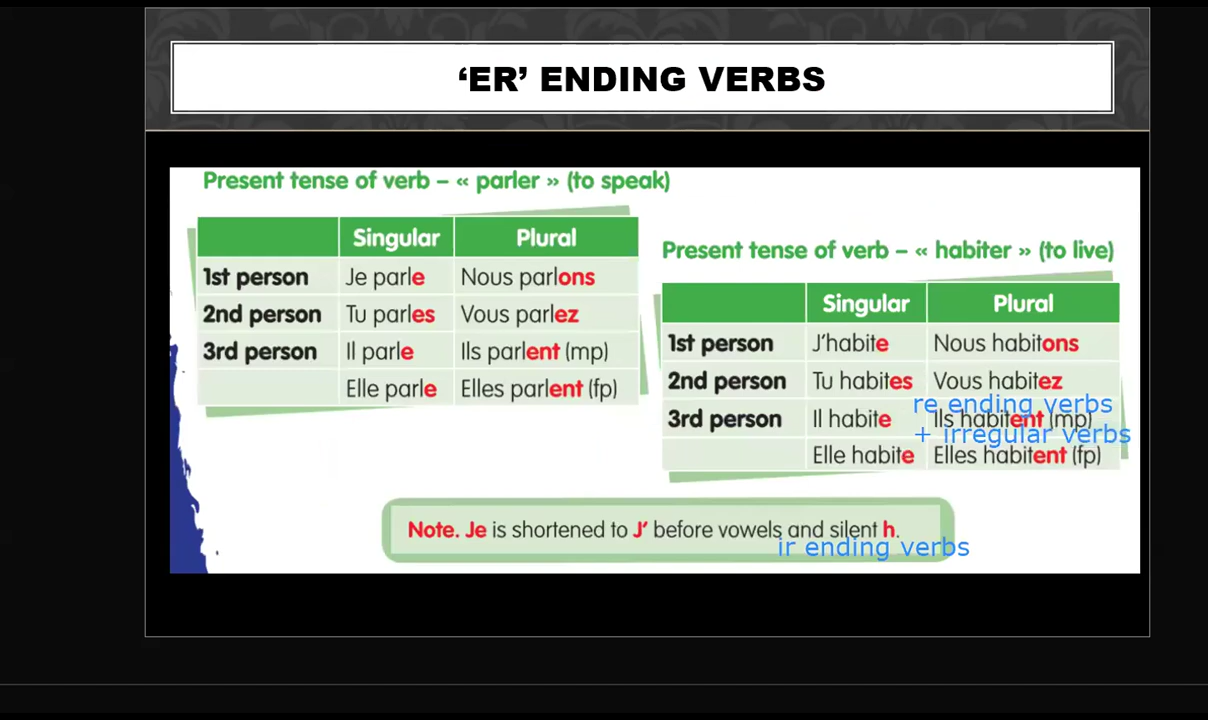 ‘ER’ ENDING VERBS
Present tense of verb – « parler » (to speak)
Singular Plural
1st person Je parle Nous parlons
2nd person Tu parles Vous parlez
3rd person Il parle Ils parlent (mp)
Elle parle Elles parlent (fp)
Present tense of verb – « habiter » (to live)
Singular Plural
1st person J’habite Nous habitons
2nd person Tu habites Vous habitez
re ending verbs
3rd person Il habite Ils habitent (mp)
+ irregular verbs
Elle habite Elles habitent (fp)
Note. Je is shortened to J’ before vowels and silent h.
ir ending verbs